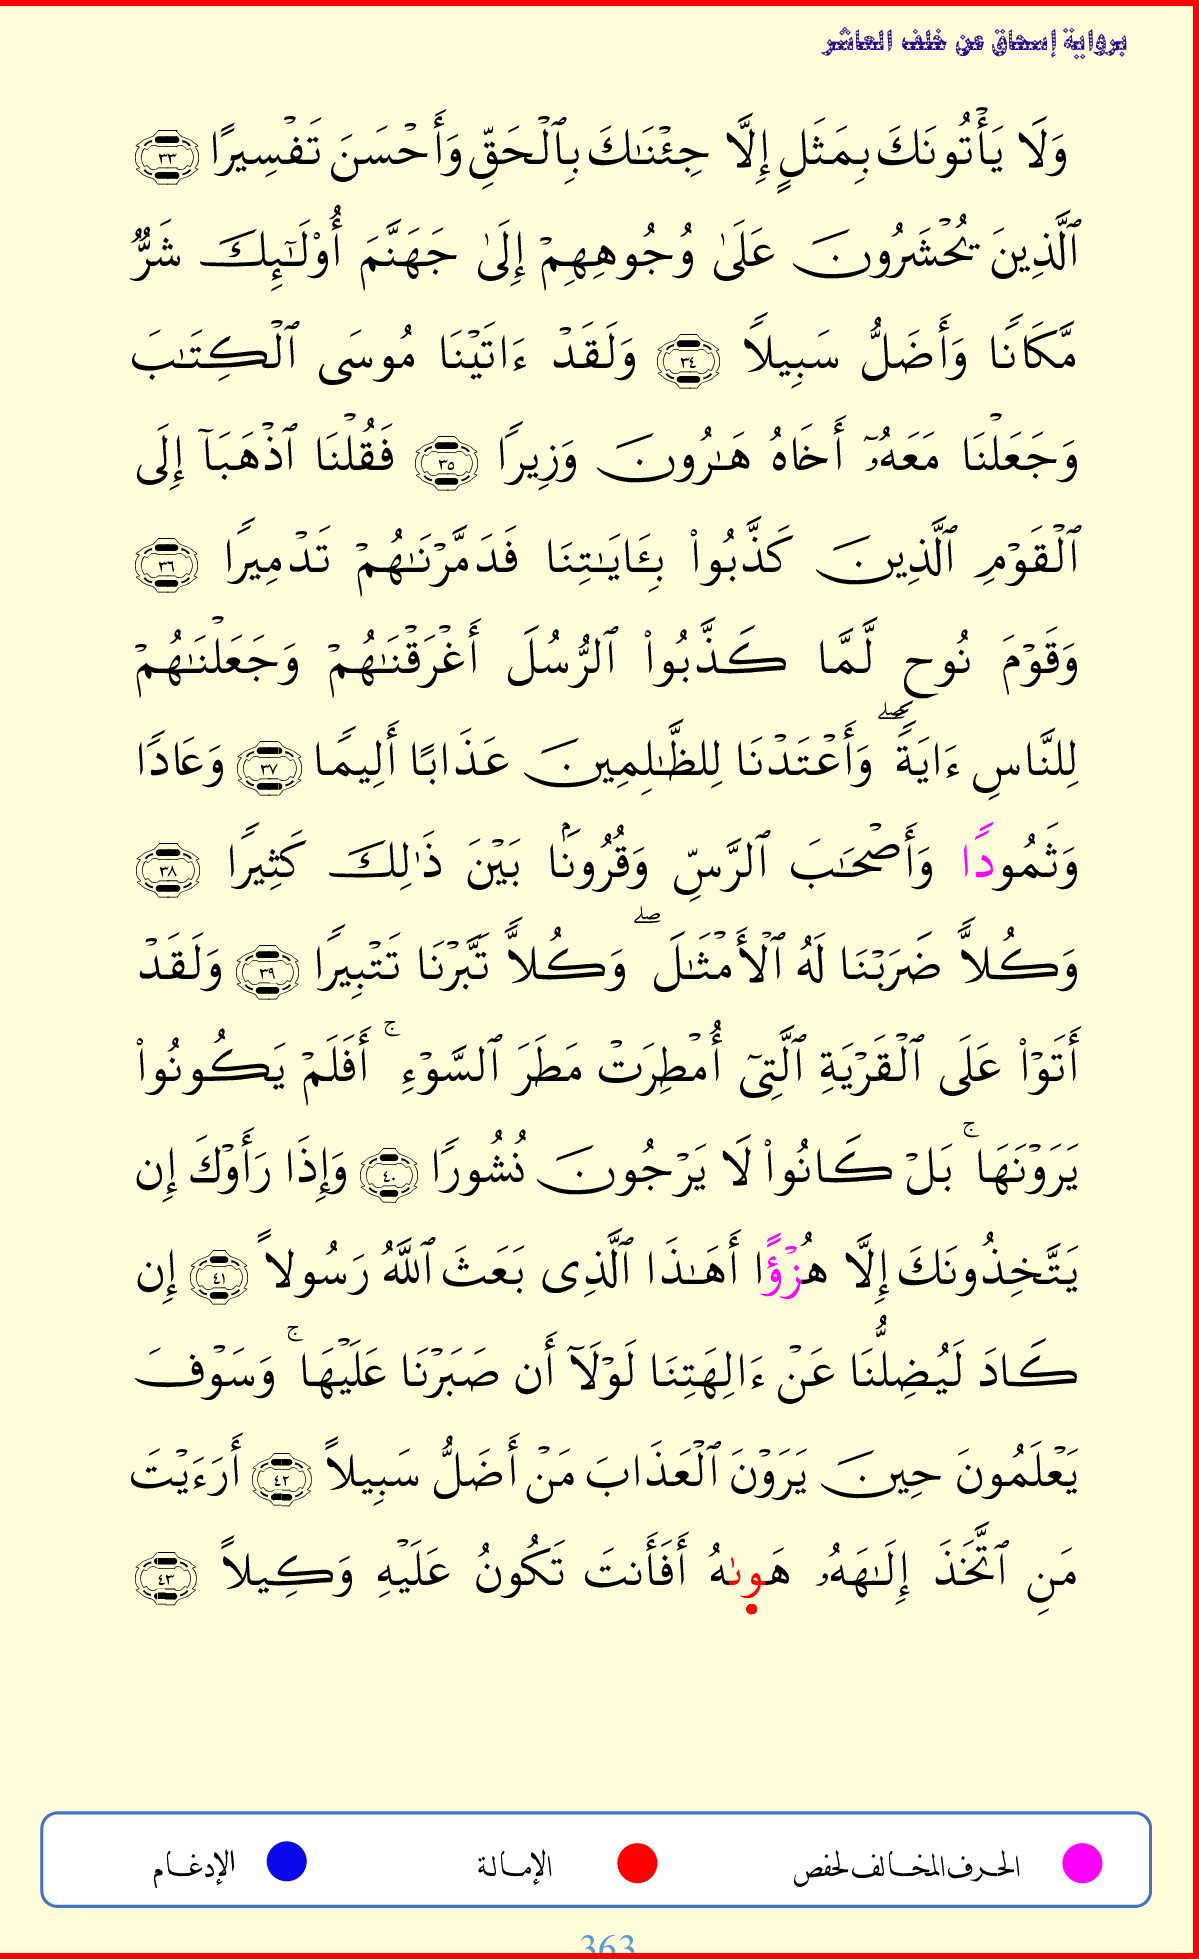 برواية إسحاق عن خلف العاشر
وَلَا يَأْتُونَكَ بِمَثَلٍ إِلَّا جِئْنَٰكَ بِٱلْحَقِّ وَأَحْسَنَ تَفْسِيرًا ٣٣
ٱلَّذِينَ يُحْشَرُونَ عَلَىٰ وُجُوهِهِمْ إِلَىٰ جَهَنَّمَ أُوْلَٰٓئِكَ شَرٌّ
مَّكَانًا وَأَضَلُّ سَبِيلًا ٣٤ وَلَقَدْ ءَاتَيْنَا مُوسَى ٱلْكِتَٰبَ
وَجَعَلْنَا مَعَهُۥٓ أَخَاهُ هَٰرُونَ وَزِيرًا ٣٥ فَقُلْنَا ٱذْهَبَآ إِلَى
ٱلْقَوْمِ ٱلَّذِينَ كَذَّبُواْ بِـَٔايَٰتِنَا فَدَمَّرْنَٰهُمْ تَدْمِيرًا ٣٦
وَقَوْمَ نُوحٍ لَّمَّا كَذَّبُواْ ٱلرُّسُلَ أَغْرَقْنَٰهُمْ وَجَعَلْنَٰهُمْ
لِلنَّاسِ ءَايَةً ۖ وَأَعْتَدْنَا لِلظَّٰلِمِينَ عَذَابًا أَلِيمًا ٣٧ وَعَادًا
وَثَمُودًا وَأَصْحَٰبَ ٱلرَّسِّ وَقُرُونًۢا بَيْنَ ذَٰلِكَ كَثِيرًا ٣٨
وَكُلًّا ضَرَبْنَا لَهُ ٱلْأَمْثَٰلَ ۖ وَكُلًّا تَبَّرْنَا تَتْبِيرًا ٣٩ وَلَقَدْ
أَتَوْاْ عَلَى ٱلْقَرْيَةِ ٱلَّتِىٓ أُمْطِرَتْ مَطَرَ ٱلسَّوْءِ ۚ أَفَلَمْ يَكُونُواْ
يَرَوْنَهَا ۚ بَلْ كَانُواْ لَا يَرْجُونَ نُشُورًا ٤٠ وَإِذَا رَأَوْكَ إِن
يَتَّخِذُونَكَ إِلَّا هُزْؤًا أَهَٰذَا ٱلَّذِى بَعَثَ ٱللَّهُ رَسُولًا ٤١ إِن
كَادَ لَيُضِلُّنَا عَنْ ءَالِهَتِنَا لَوْلَآ أَن صَبَرْنَا عَلَيْهَا ۚ وَسَوْفَ
يَعْلَمُونَ حِينَ يَرَوْنَ ٱلْعَذَابَ مَنْ أَضَلُّ سَبِيلًا ٤٢ أَرَءَيْتَ
مَنِ ٱتَّخَذَ إِلَٰهَهُۥ هَوىٰهُ أَفَأَنتَ تَكُونُ عَلَيْهِ وَكِيلًا ٤٣
الحرف المخالف لحفص الإمالة الإدغام
363